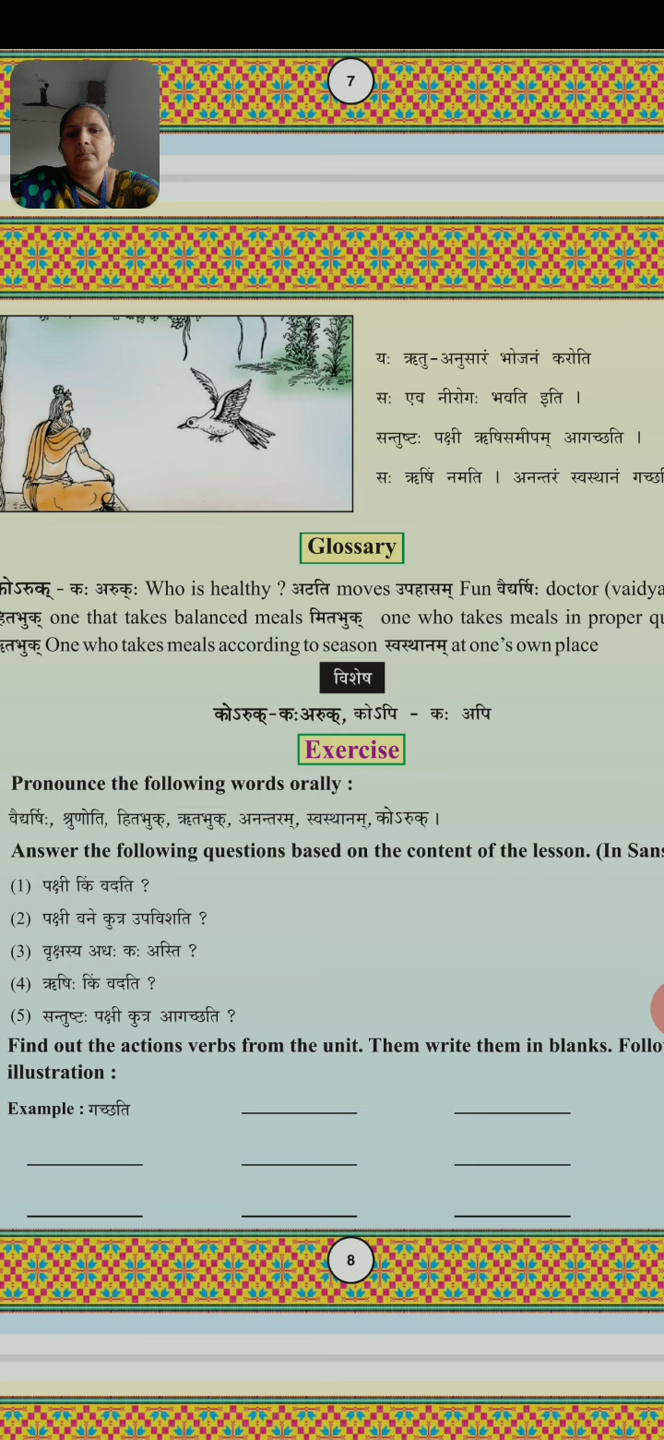 7
यः ऋतु-अनुसारं भोजनं करोति
सः एव नीरोगः भवति इति ।
सन्तुष्टः पक्षी ऋषिसमीपम् आगच्छति ।
सः ऋषिं नमति । अनन्तरं स्वस्थानं
Glossary
कोऽरुक् - कः अरुक्: Who is healthy ? अटति moves उपहासम् Fun वैद्यर्षिः doctor (vaidya
हितभुक् one that takes balanced meals मितभुक् one who takes meals in proper
ऋतभुक् One who takes meals according to season स्वस्थानम् at one's own place
विशेष
कोऽरुक्-कःअरुक्, कोऽपि - कः अपि
Exercise
Pronounce the following words orally :
वैद्यर्षिः, श्रुणोति, हितभुक्, ऋतभुक्, अनन्तरम्, स्वस्थानम्, कोऽरुक् ।
Answer the following questions based on the content of the lesson. (In
(1) पक्षी किं वदति ?
(2) पक्षी वने कुत्र उपविशति ?
(3) वृक्षस्य अधः कः अस्ति ?
(4) ऋषिः किं वदति ?
(5) सन्तुष्टः पक्षी कुत्र आगच्छति ?
Find out the actions verbs from the unit. Them write them in blanks.
illustration :
Example : गच्छति
8